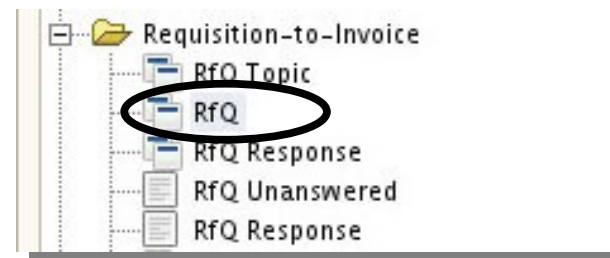 Requisition-to-Invoice
RfQ Topic
RfQ
RfQ Response
RfQ Unanswered
RfQ Response